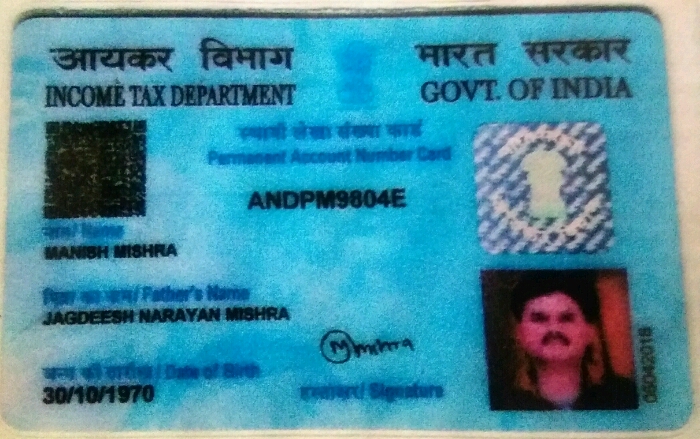 आयकर विभाग
INCOME TAX DEPARTMENT
भारत सरकार
GOVT. OF INDIA
स्थायी लेखा संख्या कार्ड
Permanent Account Number Card
ANDPM9804E
नाम / Name
MANISH MISHRA
पिता का नाम / Father's Name
JAGDEESH NARAYAN MISHRA
जन्म की तारीख / Date of Birth
30/10/1970
Mmishra
हस्ताक्षर / Signature
05042018